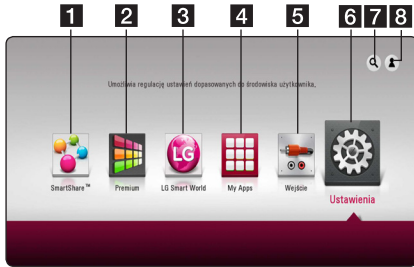 1 2 3 4 5 6 7 8
Umożliwia regulację ustawień dopasowanych do środowiska użytkownika.
LG
SmartShare™ Premium LG Smart World My Apps Wejście
Ustawienia